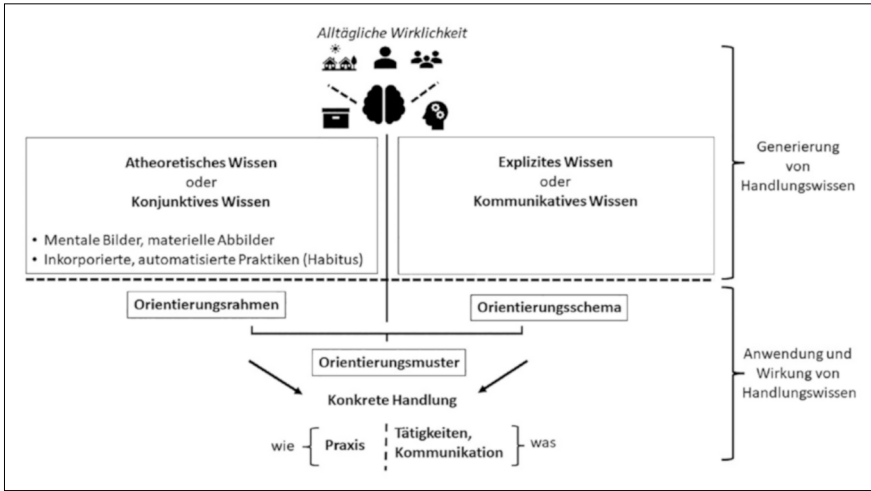 Alltägliche Wirklichkeit
Atheoretisches Wissen
oder
Konjunktives Wissen
• Mentale Bilder, materielle Abbilder
• Inkorporierte, automatisierte Praktiken (Habitus)
Explizites Wissen
oder
Kommunikatives Wissen
Generierung
von
Handlungswissen
Orientierungsrahmen
Orientierungsschema
Orientierungsmuster
Konkrete Handlung
wie
Praxis
Tätigkeiten,
Kommunikation
was
Anwendung und
Wirkung von
Handlungswissen